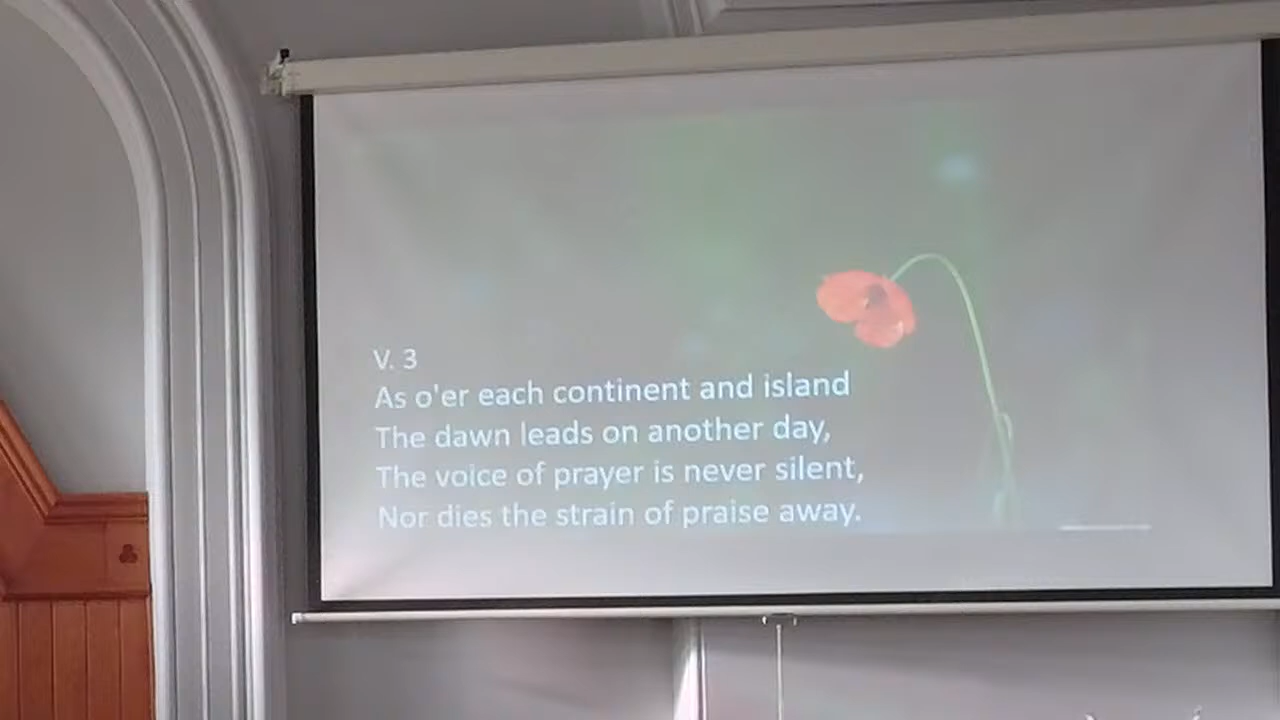 V. 3
As o'er each continent and island
The dawn leads on another day,
The voice of prayer is never silent,
Nor dies the strain of praise away.